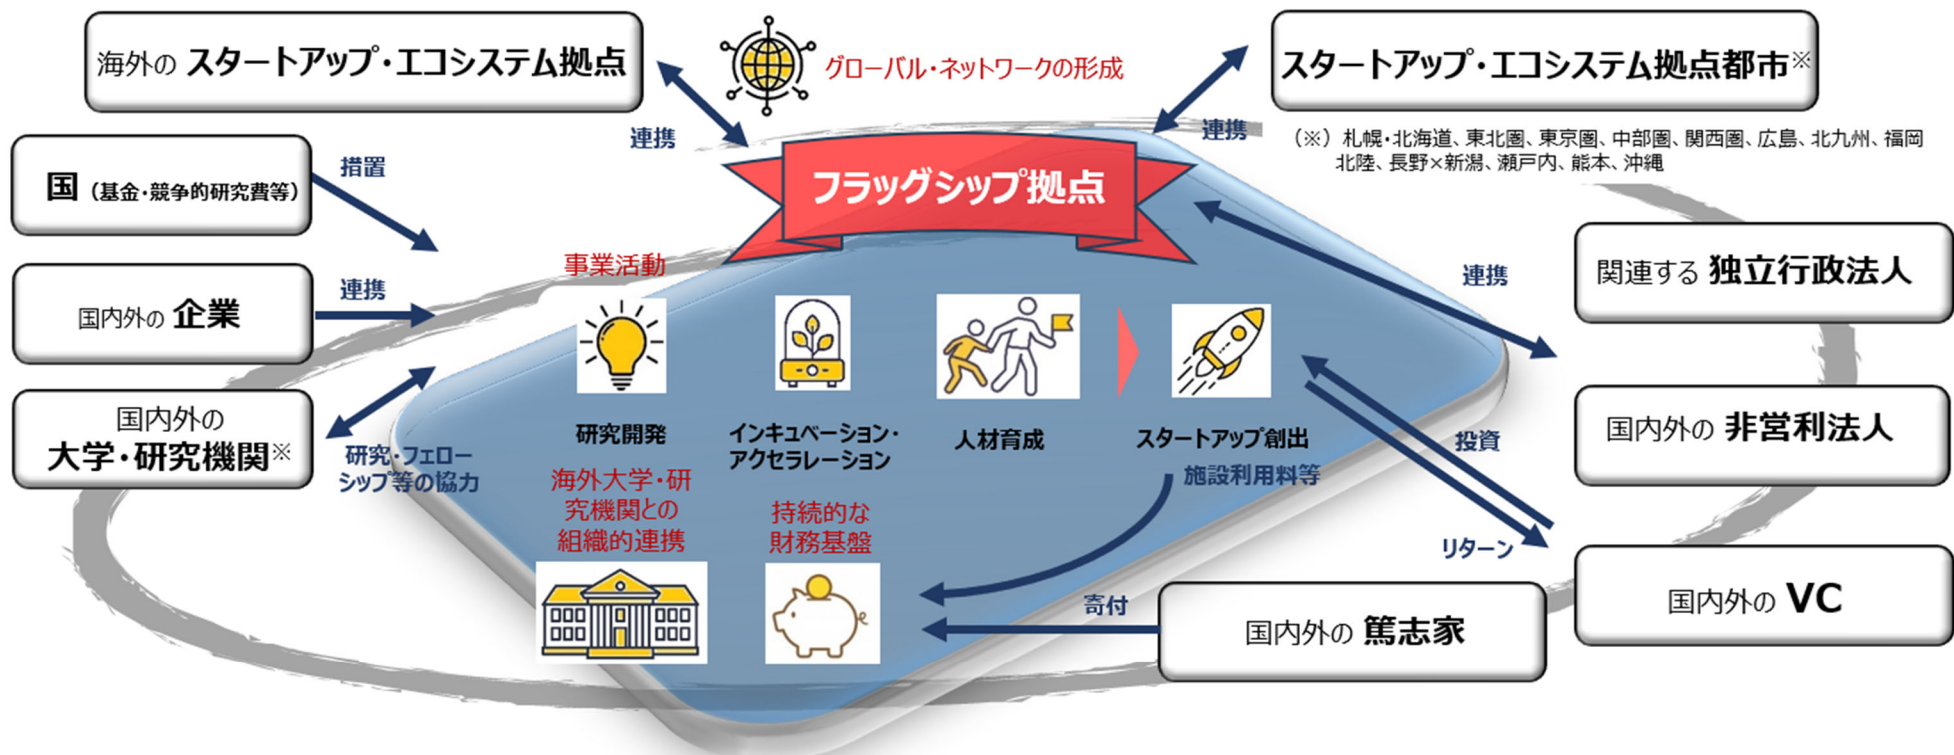 海外の スタートアップ・エコシステム拠点
グローバル・ネットワークの形成
スタートアップ・エコシステム拠点都市※
連携
連携
(※) 札幌・北海道、東北圏、東京圏、中部圏、関西圏、広島、北九州、福岡
北陸、長野×新潟、瀬戸内、熊本、沖縄
国 (基金・競争的研究費等)
措置
フラッグシップ拠点
国内外の 企業
連携
事業活動
連携
関連する 独立行政法人
国内外の
大学・研究機関※
研究・フェロー
シップ等の協力
研究開発
インキュベーション・
アクセラレーション
人材育成
スタートアップ創出
施設利用料等
投資
国内外の 非営利法人
海外大学・研
究機関との
組織的連携
持続的な
財務基盤
リターン
寄付
国内外の 篤志家
国内外の VC